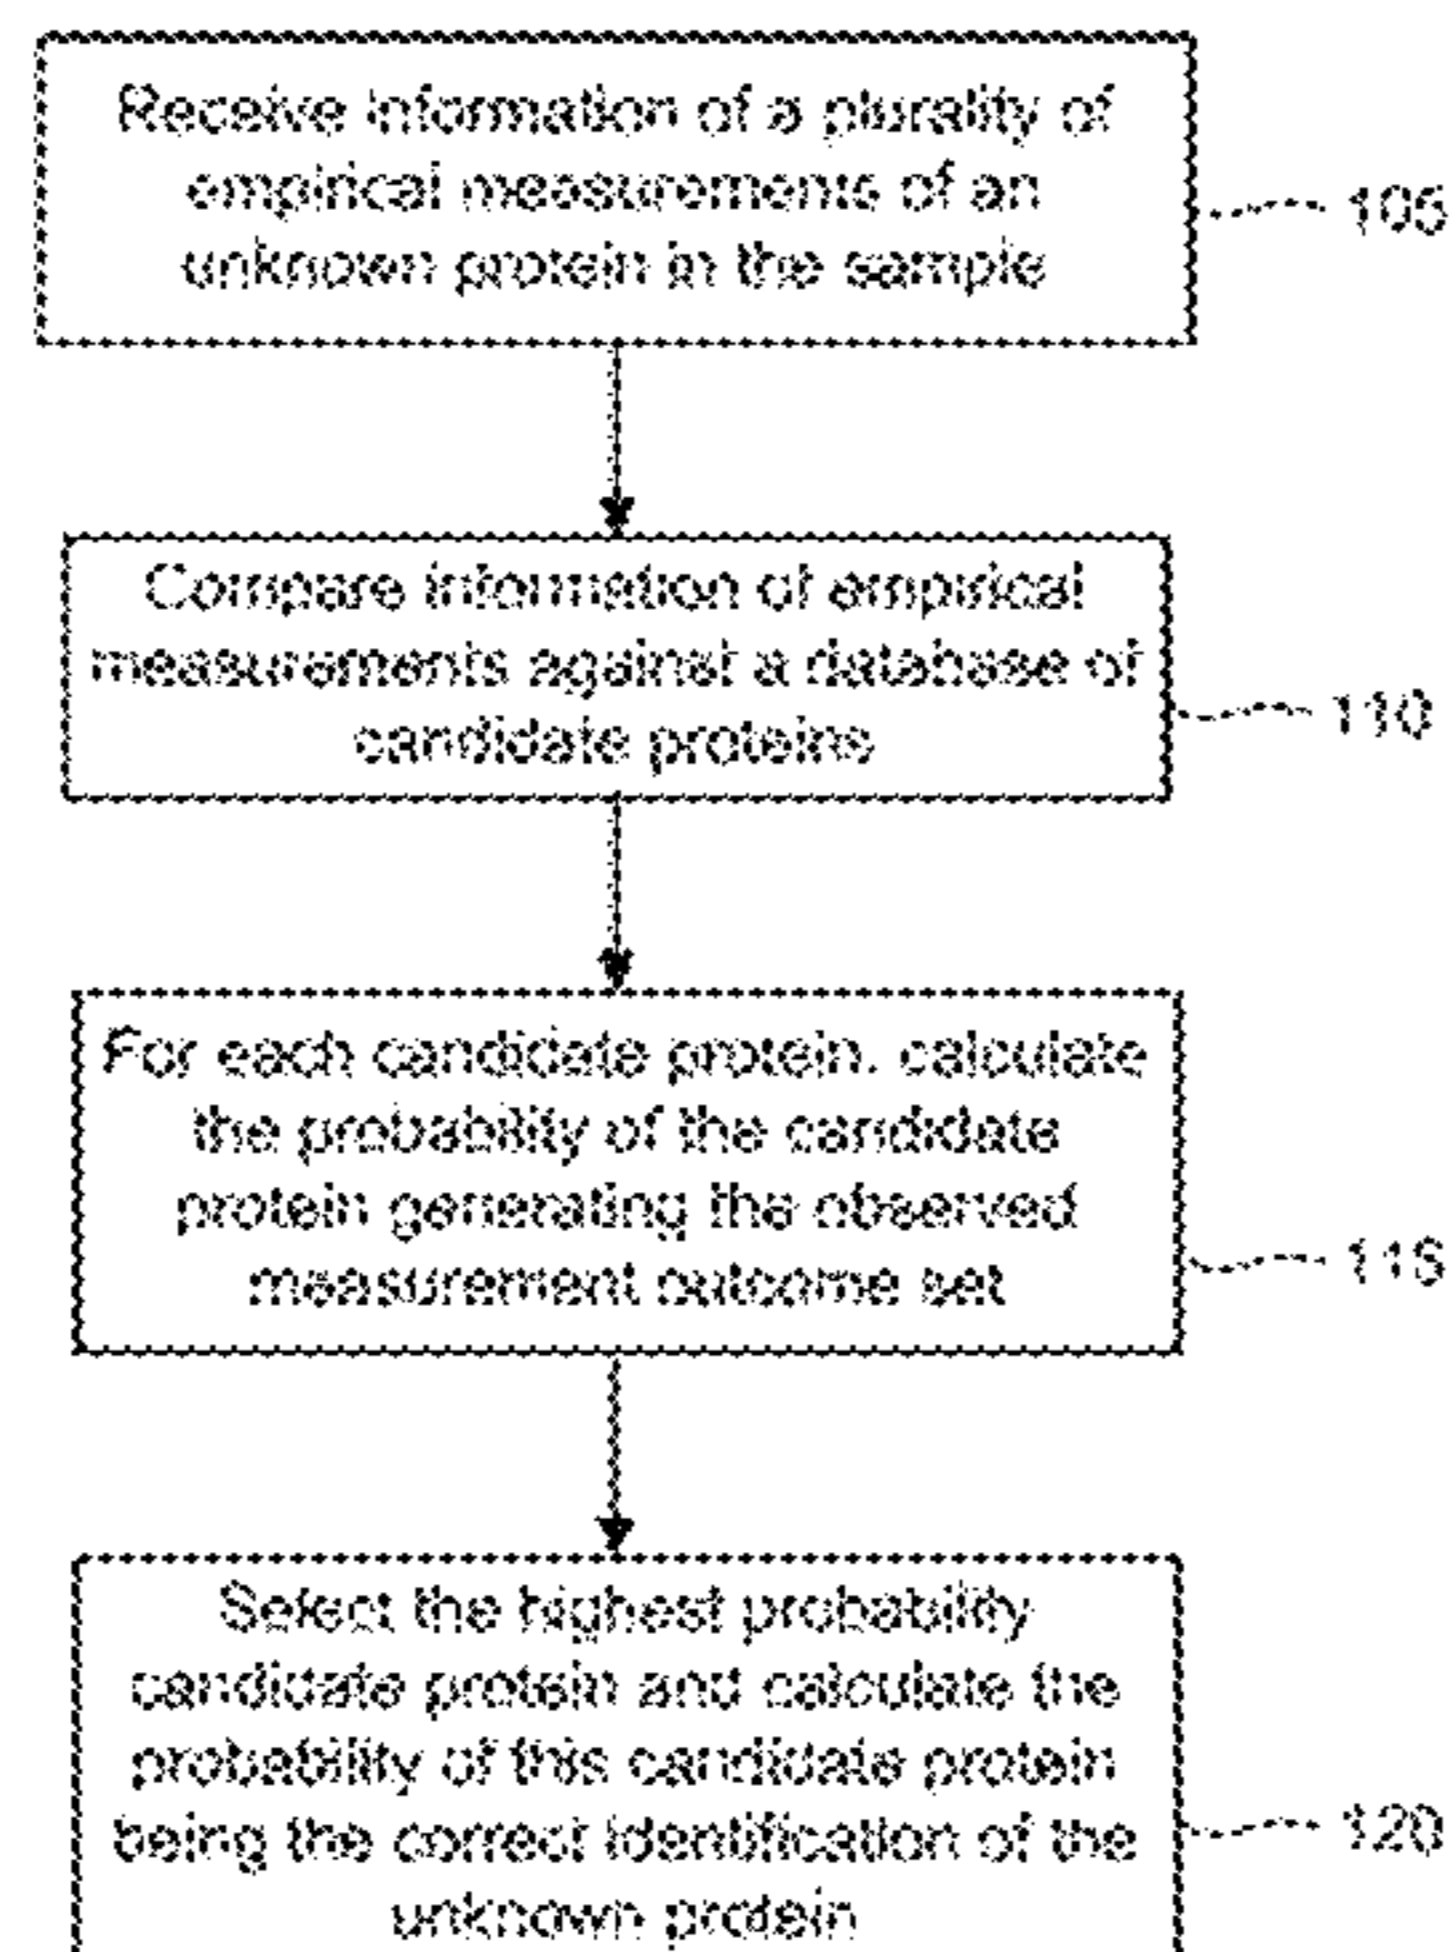 Receive information of a plurality of
empirical measurements of an
unknown protein in the sample
105
Compare information of empirical
measurements against a database of
candidate proteins
110
For each candidate protein, calculate
the probability of the candidate
protein generating the observed
measurement outcome set
115
Select the highest probability
candidate protein and calculate the
probability of this candidate protein
being the correct identification of the
unknown protein
120